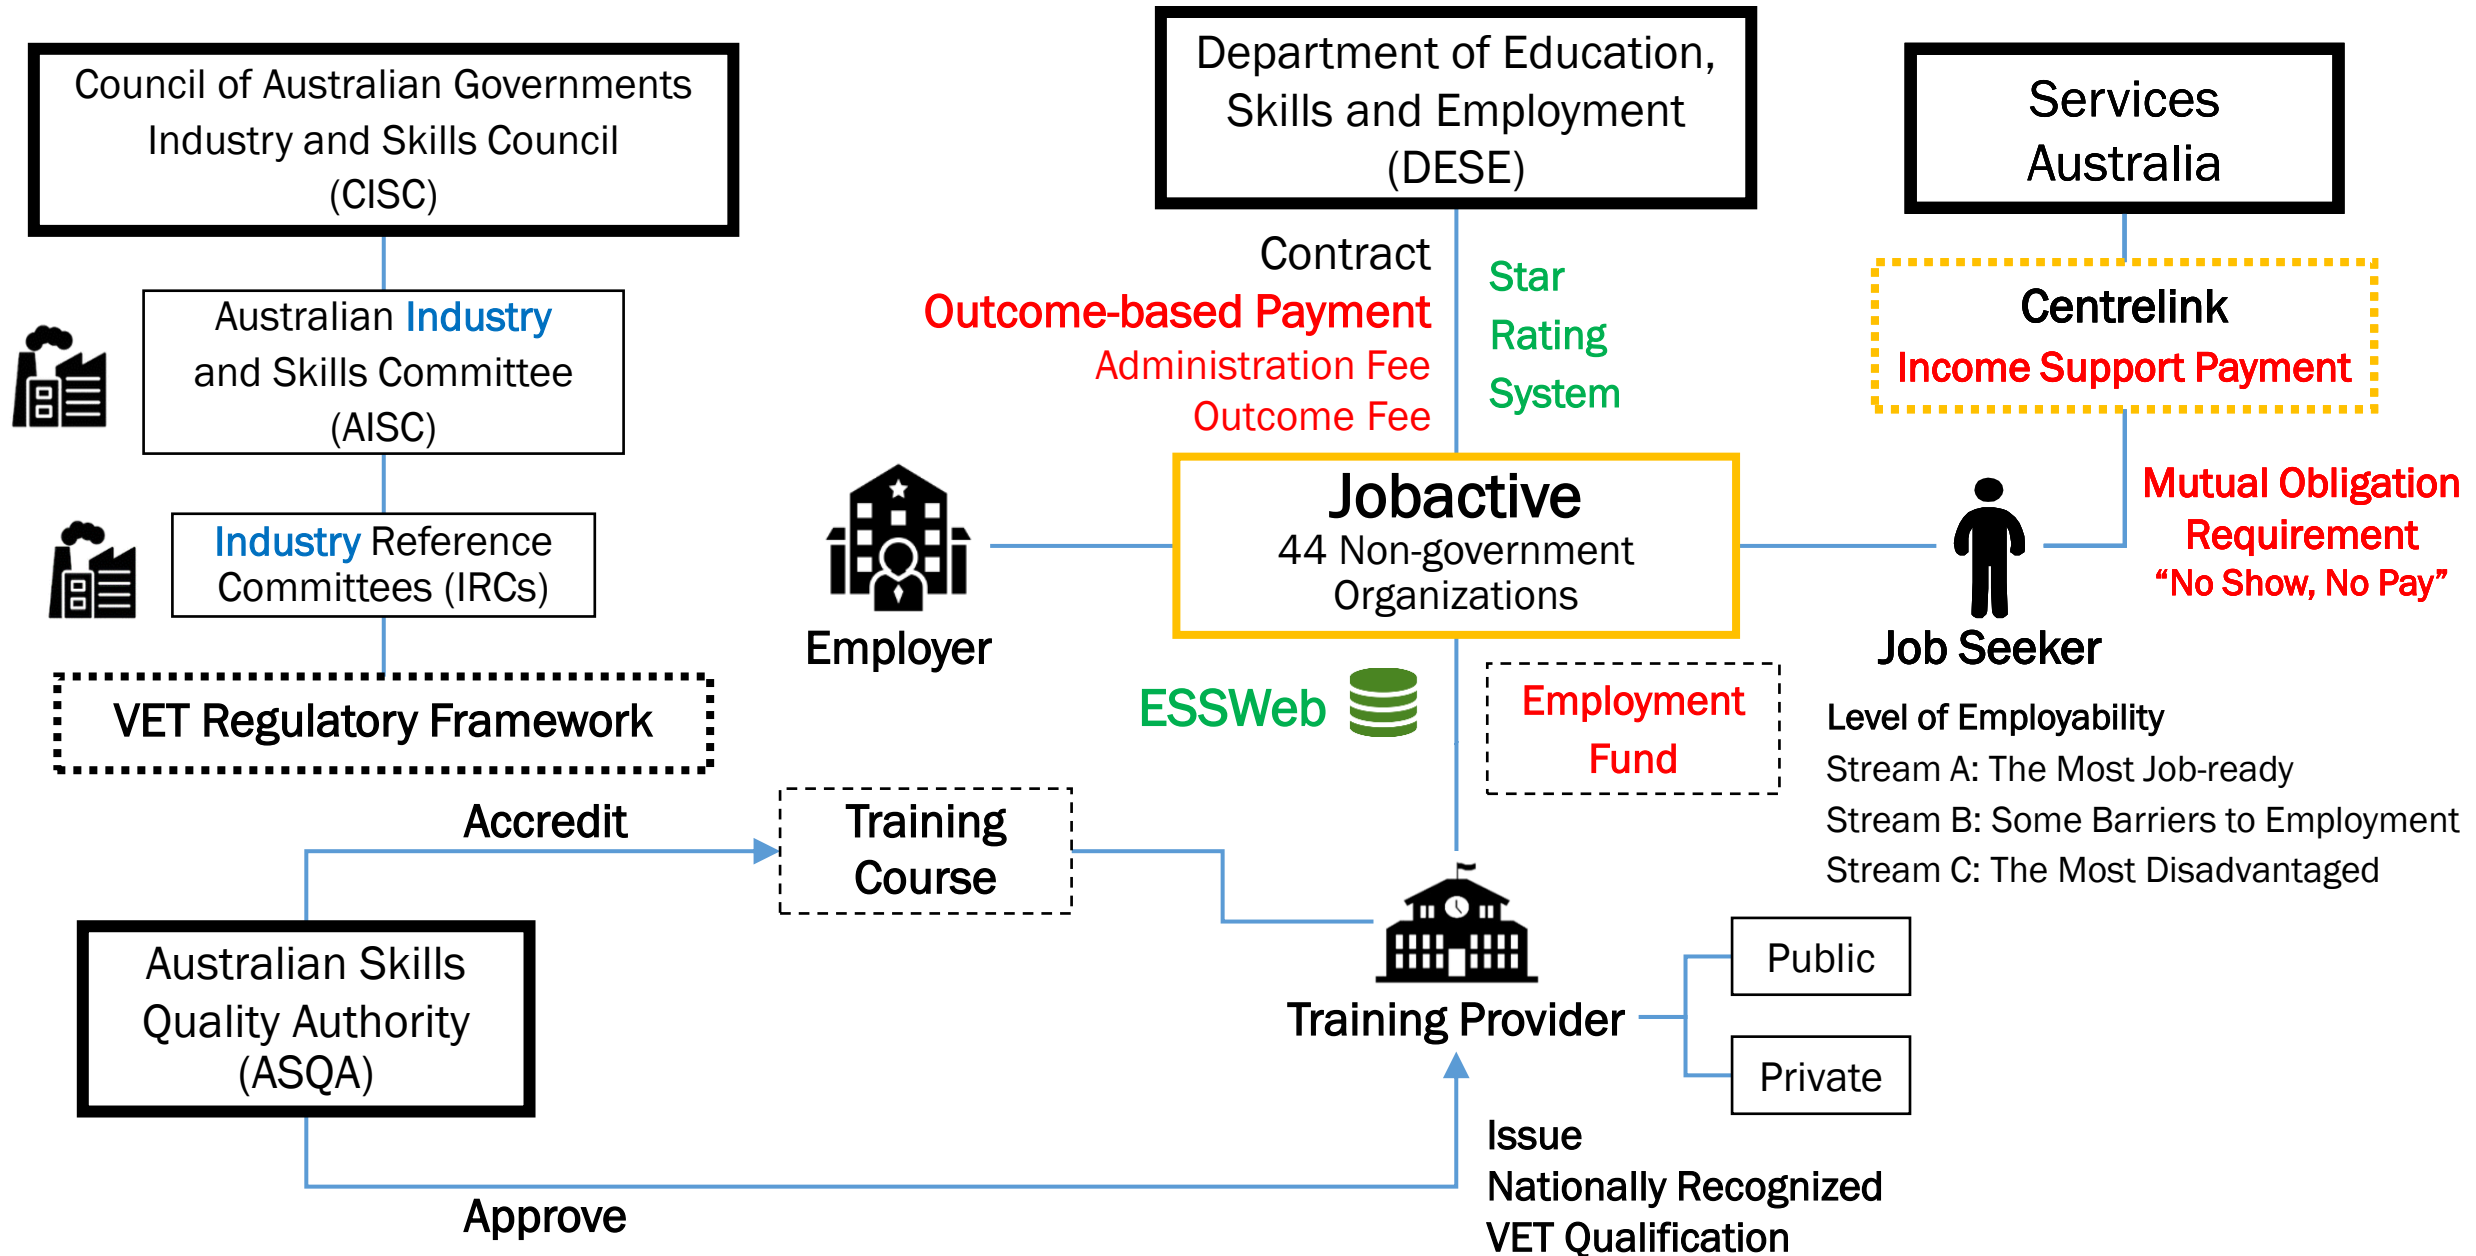 Council of Australian Governments
Industry and Skills Council
(CISC)
Department of Education,
Skills and Employment
(DESE)
Services
Australia
Australian Industry
and Skills Committee
(AISC)
Contract
Outcome-based Payment
Administration Fee
Outcome Fee
Star
Rating
System
Centrelink
Income Support Payment
Industry Reference
Committees (IRCs)
Employer
Jobactive
44 Non-government
Organizations
Job Seeker
Mutual Obligation
Requirement
“No Show, No Pay”
VET Regulatory Framework
ESSWeb
Employment
Fund
Level of Employability
Stream A: The Most Job-ready
Stream B: Some Barriers to Employment
Stream C: The Most Disadvantaged
Accredit
Training
Course
Australian Skills
Quality Authority
(ASQA)
Training Provider
Public
Private
Approve
Issue
Nationally Recognized
VET Qualification